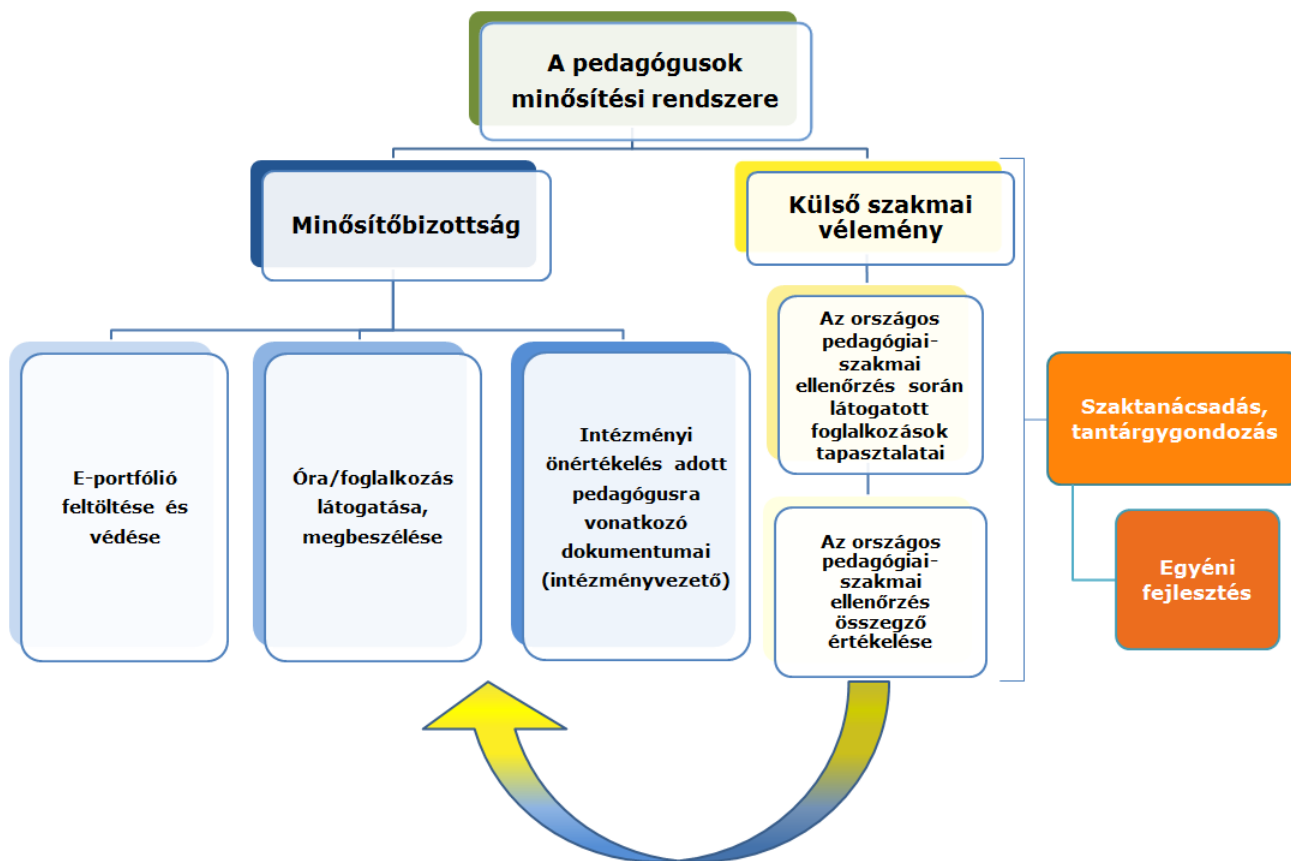 A pedagógusok
minősítési rendszere
Minősítőbizottság
Külső szakmai
vélemény
E-portfólió
feltöltése és
védése
Óra/foglalkozás
látogatása,
megbeszélése
Intézményi
önértékelés adott
pedagógusra
vonatkozó
dokumentumai
(intézményvezető)
Az országos
pedagógiai-
szakmai
ellenőrzés során
látogatott
foglalkozások
tapasztalatai
Az országos
pedagógiai-
szakmai
ellenőrzés
összegző
értékelése
Szaktanácsadás,
tantárgygondozás
Egyéni
fejlesztés